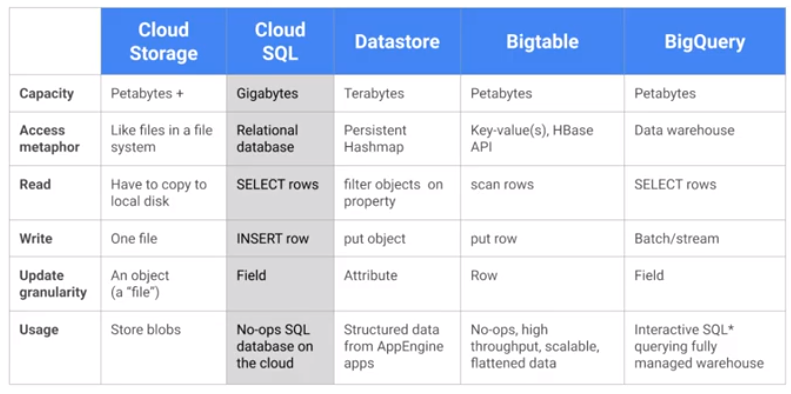 Cloud Storage Cloud SQL Datastore Bigtable BigQuery
Capacity Petabytes + Gigabytes Terabytes Petabytes Petabytes
Access metaphor Like files in a file system Relational database Persistent Hashmap Key-value(s), HBase API Data warehouse
Read Have to copy to local disk SELECT rows filter objects on property scan rows SELECT rows
Write One file INSERT row put object put row Batch/stream
Update granularity An object (a “file”) Field Attribute Row Field
Usage Store blobs No-ops SQL database on the cloud Structured data from AppEngine apps No-ops, high throughput, scalable, flattened data Interactive SQL* querying fully managed warehouse